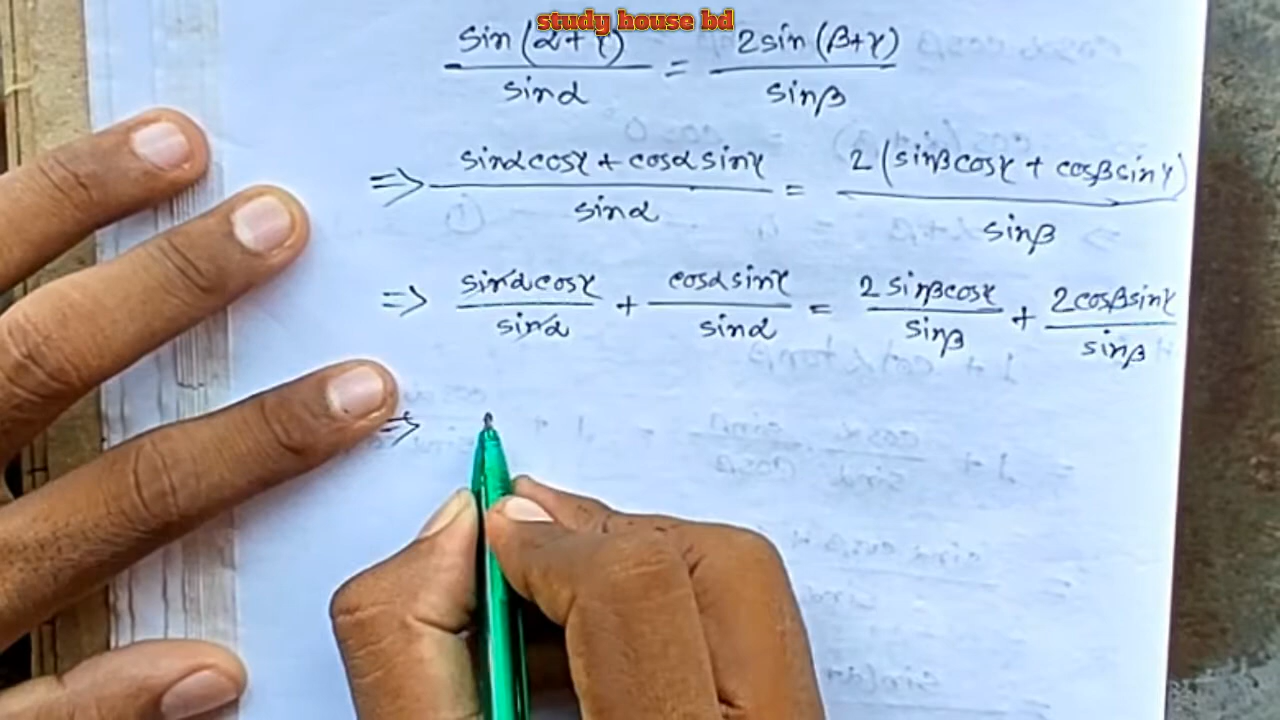 study house bd
sin(α+γ)/sinα = 2sin(β+γ)/sinβ
=> sinαcosγ + cosαsinγ/sinα = 2(sinβcosγ + cosβsinγ)/sinβ
=> sinαcosγ/sinα + cosαsinγ/sinα = 2sinβcosγ/sinβ + 2cosβsinγ/sinβ
=>